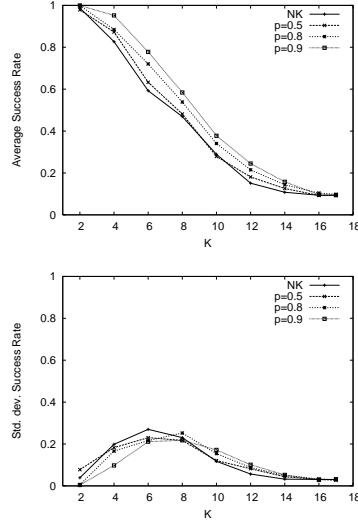 Average Success Rate
1
0.8
0.6
0.4
0.2
0
2 4 6 8 10 12 14 16 18
K
NK
p=0.5
p=0.8
p=0.9
Std. dev. Success Rate
1
0.8
0.6
0.4
0.2
0
2 4 6 8 10 12 14 16 18
K
NK
p=0.5
p=0.8
p=0.9